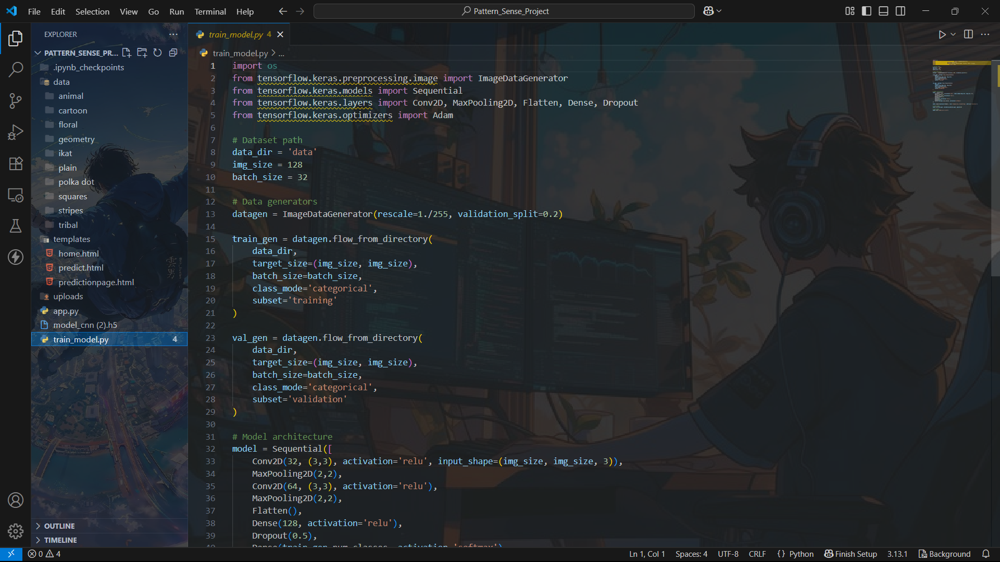 File Edit Selection View Go Run Terminal Help
Pattern_Sense_Project
EXPLORER
PATTERN_SENSE_PR...
.ipynb_checkpoints
data
animal
cartoon
floral
geometry
ikat
plain
polka dot
squares
stripes
tribal
templates
home.html
predict.html
predictionpage.html
uploads
app.py
model_cnn (2).h5
train_model.py 4
OUTLINE
TIMELINE
train_model.py 4
train_model.py > ...
1 import os
2 from tensorflow.keras.preprocessing.image import ImageDataGenerator
3 from tensorflow.keras.models import Sequential
4 from tensorflow.keras.layers import Conv2D, MaxPooling2D, Flatten, Dense, Dropout
5 from tensorflow.keras.optimizers import Adam
6
7 # Dataset path
8 data_dir = 'data'
9 img_size = 128
10 batch_size = 32
11
12 # Data generators
13 datagen = ImageDataGenerator(rescale=1./255, validation_split=0.2)
14
15 train_gen = datagen.flow_from_directory(
16 data_dir,
17 target_size=(img_size, img_size),
18 batch_size=batch_size,
19 class_mode='categorical',
20 subset='training'
21 )
22
23 val_gen = datagen.flow_from_directory(
24 data_dir,
25 target_size=(img_size, img_size),
26 batch_size=batch_size,
27 class_mode='categorical',
28 subset='validation'
29 )
30
31 # Model architecture
32 model = Sequential([
33 Conv2D(32, (3,3), activation='relu', input_shape=(img_size, img_size, 3)),
34 MaxPooling2D(2,2),
35 Conv2D(64, (3,3), activation='relu'),
36 MaxPooling2D(2,2),
37 Flatten(),
38 Dense(128, activation='relu'),
39 Dropout(0.5),
40 Dense(train_gen.num_classes, activation='softmax')
0 4
Ln 1, Col 1 Spaces: 4 UTF-8 CRLF {} Python Finish Setup 3.13.1 Background